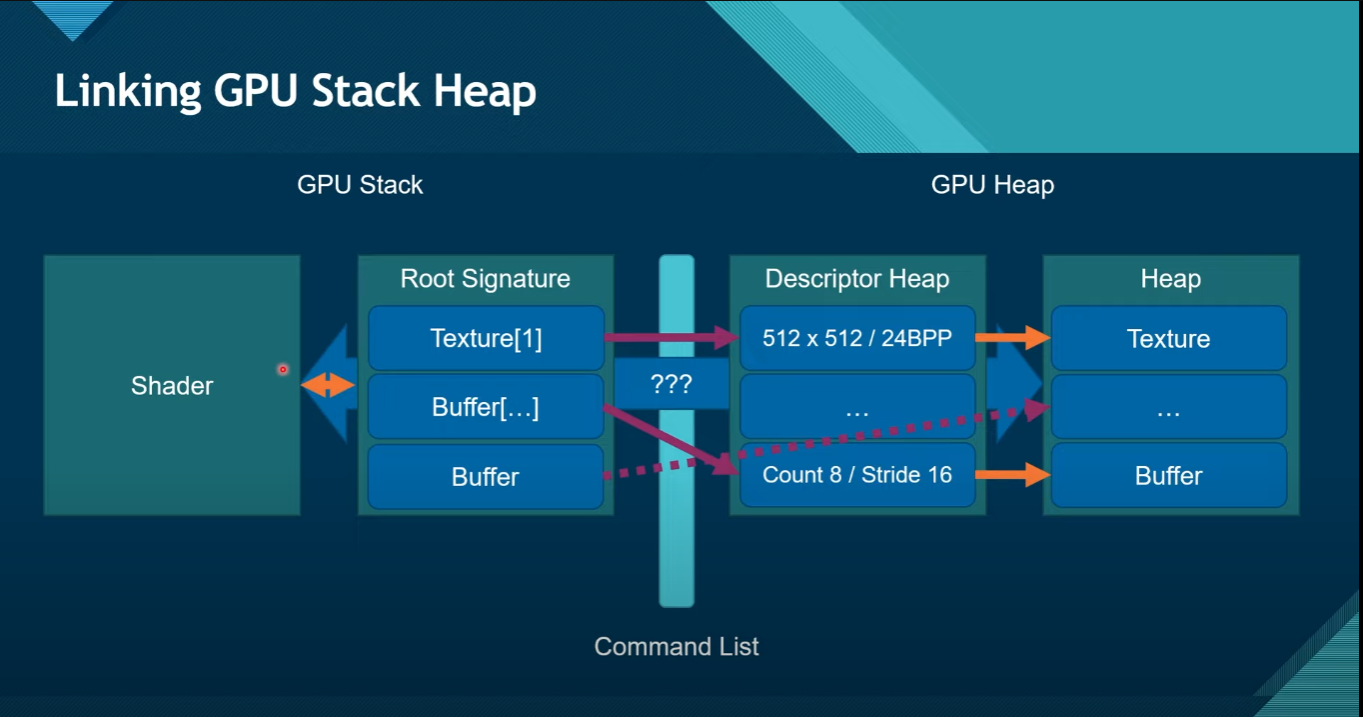 Linking GPU Stack Heap
GPU Stack
GPU Heap
Shader
Root Signature
Texture[1]
Buffer[…]
Buffer
???
Command List
Descriptor Heap
512 x 512 / 24BPP
…
Count 8 / Stride 16
Heap
Texture
…
Buffer